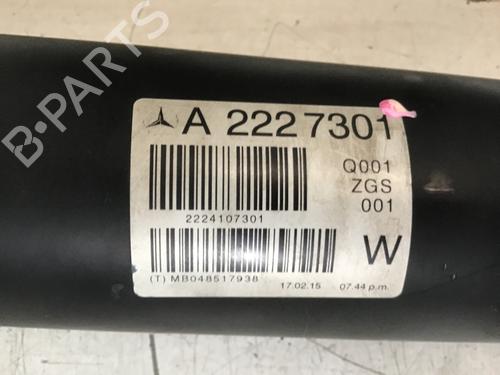 A 2227301
Q001
ZGS
001
2224107301
W
(T) MB048517938
17.02.15
07.44 p.m.
B-PARTS